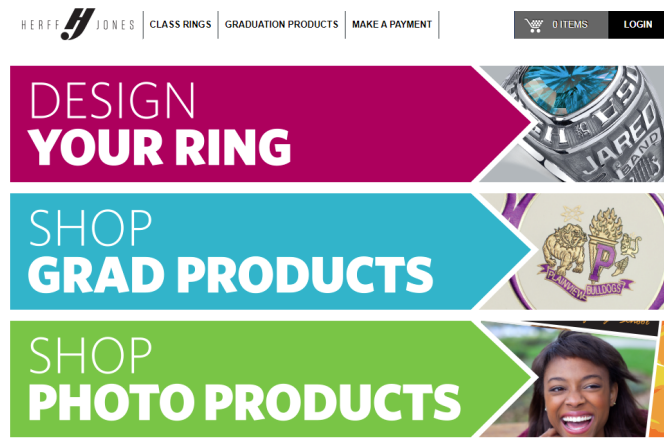 HERFF JONES
CLASS RINGS
GRADUATION PRODUCTS
MAKE A PAYMENT
0 ITEMS
LOGIN
DESIGN
YOUR RING
JARED
BAND
SHOP
GRAD PRODUCTS
P
PLAINVIEW BULLDOGS
SHOP
PHOTO PRODUCTS